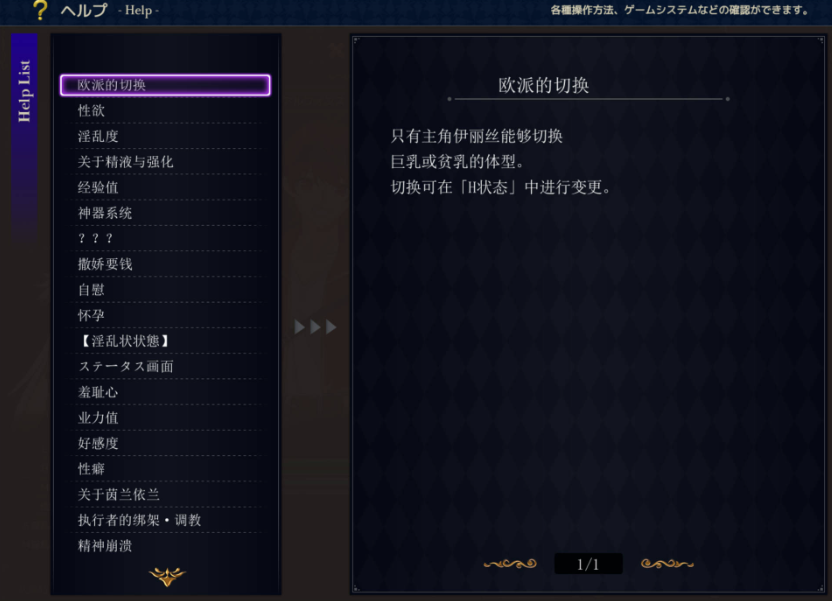 ? ヘルプ - Help -
各種操作方法、ゲームシステムなどの確認ができます。
Help List
欧派的切换
性欲
淫乱度
关于精液与强化
经验值
神器系统
？？？
撒娇要钱
自慰
怀孕
【淫乱状状態】
ステータス画面
羞耻心
业力值
好感度
性癖
关于茵兰依兰
执行者的绑架・调教
精神崩溃
欧派的切换
只有主角伊丽丝能够切换
巨乳或贫乳的体型。
切换可在「H状态」中进行变更。
1/1